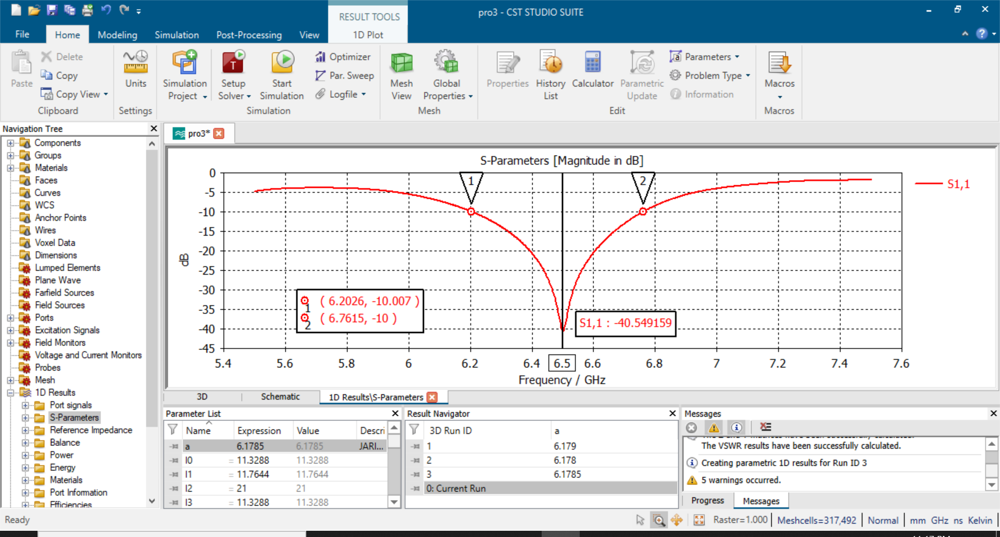 RESULT TOOLS
pro3 - CST STUDIO SUITE
File
Home
Modeling
Simulation
Post-Processing
View
1D Plot
Paste
Delete
Copy
Copy View
Clipboard
Units
Settings
Simulation Project
Setup Solver
Start Simulation
Optimizer
Par. Sweep
Logfile
Simulation
Mesh View
Global Properties
Mesh
Properties
History List
Calculator
Parametric Update
Parameters
Problem Type
Information
Edit
Macros
Macros
Navigation Tree
Components
Groups
Materials
Faces
Curves
WCS
Anchor Points
Wires
Voxel Data
Dimensions
Lumped Elements
Plane Wave
Farfield Sources
Field Sources
Ports
Excitation Signals
Field Monitors
Voltage and Current Monitors
Probes
Mesh
1D Results
Port signals
S-Parameters
Reference Impedance
Balance
Power
Energy
Materials
Port Information
Efficiencies
pro3*
S-Parameters [Magnitude in dB]
0
-5
-10
-15
-20
-25
-30
-35
-40
-45
dB
1
2
S1,1
1 ( 6.2026, -10.007 )
2 ( 6.7615, -10 )
S1,1 : -40.549159
5.4 5.6 5.8 6 6.2 6.4 6.5 6.6 6.8 7 7.2 7.4 7.6
Frequency / GHz
3D
Schematic
1D Results\S-Parameters
Parameter List
Name Expression Value Descri
a 6.1785 6.1785 JARI...
l0 = 11.3288 11.3288
l1 = 11.7644 11.7644
l2 = 21 21
l3 = 11.3288 11.3288
Result Navigator
3D Run ID a
1 6.179
2 6.178
3 6.1785
0: Current Run
Messages
The VSWR results have been successfully calculated.
Creating parametric 1D results for Run ID 3
5 warnings occurred.
Progress
Messages
Ready
Raster=1.000 Meshcells=317,492 Normal mm GHz ns Kelvin